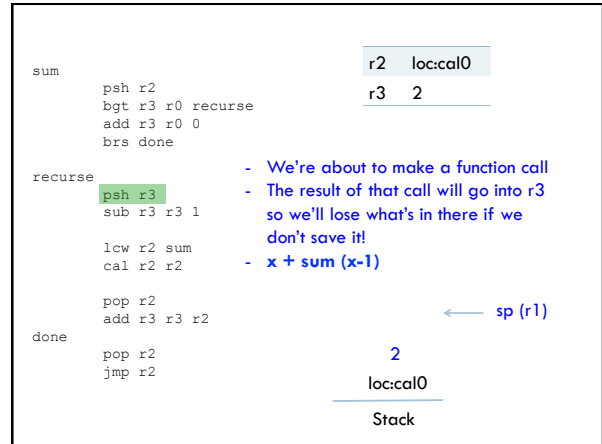 sum
psh r2
bgt r3 r0 recurse
add r3 r0 0
brs done
recurse
psh r3
sub r3 r3 1
lcw r2 sum
cal r2 r2
pop r2
add r3 r3 r2
done
pop r2
jmp r2
r2 loc:cal0
r3 2
- We're about to make a function call
- The result of that call will go into r3
so we'll lose what's in there if we
don't save it!
- x + sum (x-1)
sp (r1)
2
loc:cal0
Stack